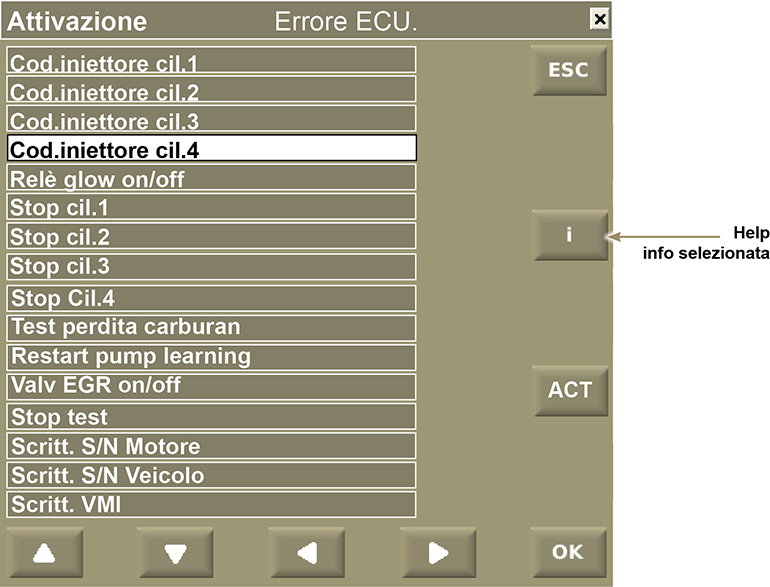 Attivazione Errore ECU.
Cod.iniettore cil.1
ESC
Cod.iniettore cil.2
Cod.iniettore cil.3
Cod.iniettore cil.4
Relè glow on/off
Stop cil.1
Stop cil.2
i
Help
info selezionata
Stop cil.3
Stop Cil.4
Test perdita carburan
Restart pump learning
Valv EGR on/off
ACT
Stop test
Scritt. S/N Motore
Scritt. S/N Veicolo
Scritt. VMI
OK